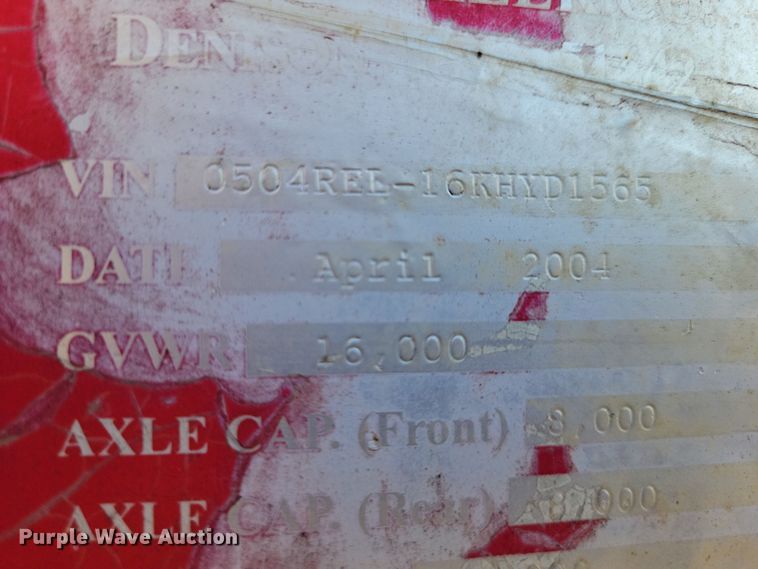 DENISON
VIN 0504REL-16KHYD1565
DATE April 2004
GVWR 16,000
AXLE CAP. (Front) 8,000
AXLE CAP. (Rear) 8,000
Purple Wave Auction